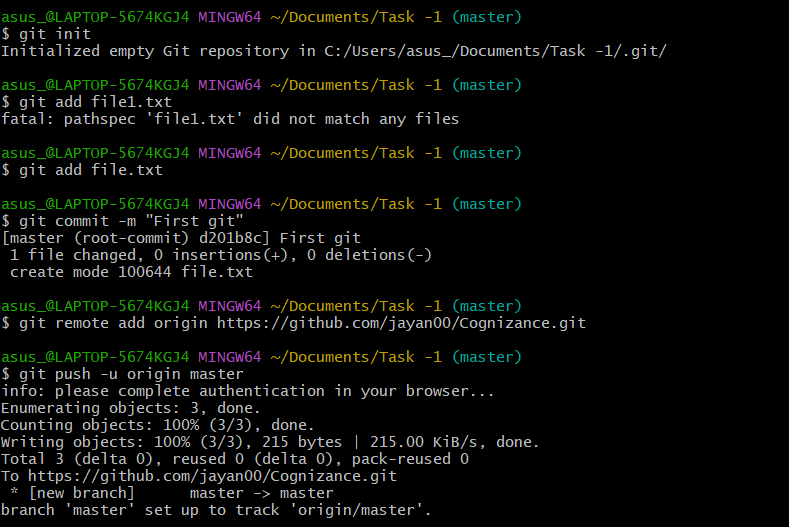 asus_@LAPTOP-5674KGJ4 MINGW64 ~/Documents/Task -1 (master)
$ git init
Initialized empty Git repository in C:/Users/asus_/Documents/Task -1/.git/
asus_@LAPTOP-5674KGJ4 MINGW64 ~/Documents/Task -1 (master)
$ git add file1.txt
fatal: pathspec 'file1.txt' did not match any files
asus_@LAPTOP-5674KGJ4 MINGW64 ~/Documents/Task -1 (master)
$ git add file.txt
asus_@LAPTOP-5674KGJ4 MINGW64 ~/Documents/Task -1 (master)
$ git commit -m "First git"
[master (root-commit) d201b8c] First git
 1 file changed, 0 insertions(+), 0 deletions(-)
 create mode 100644 file.txt
asus_@LAPTOP-5674KGJ4 MINGW64 ~/Documents/Task -1 (master)
$ git remote add origin https://github.com/jayan00/Cognizance.git
asus_@LAPTOP-5674KGJ4 MINGW64 ~/Documents/Task -1 (master)
$ git push -u origin master
info: please complete authentication in your browser...
Enumerating objects: 3, done.
Counting objects: 100% (3/3), done.
Writing objects: 100% (3/3), 215 bytes | 215.00 KiB/s, done.
Total 3 (delta 0), reused 0 (delta 0), pack-reused 0
To https://github.com/jayan00/Cognizance.git
 * [new branch]      master -> master
branch 'master' set up to track 'origin/master'.